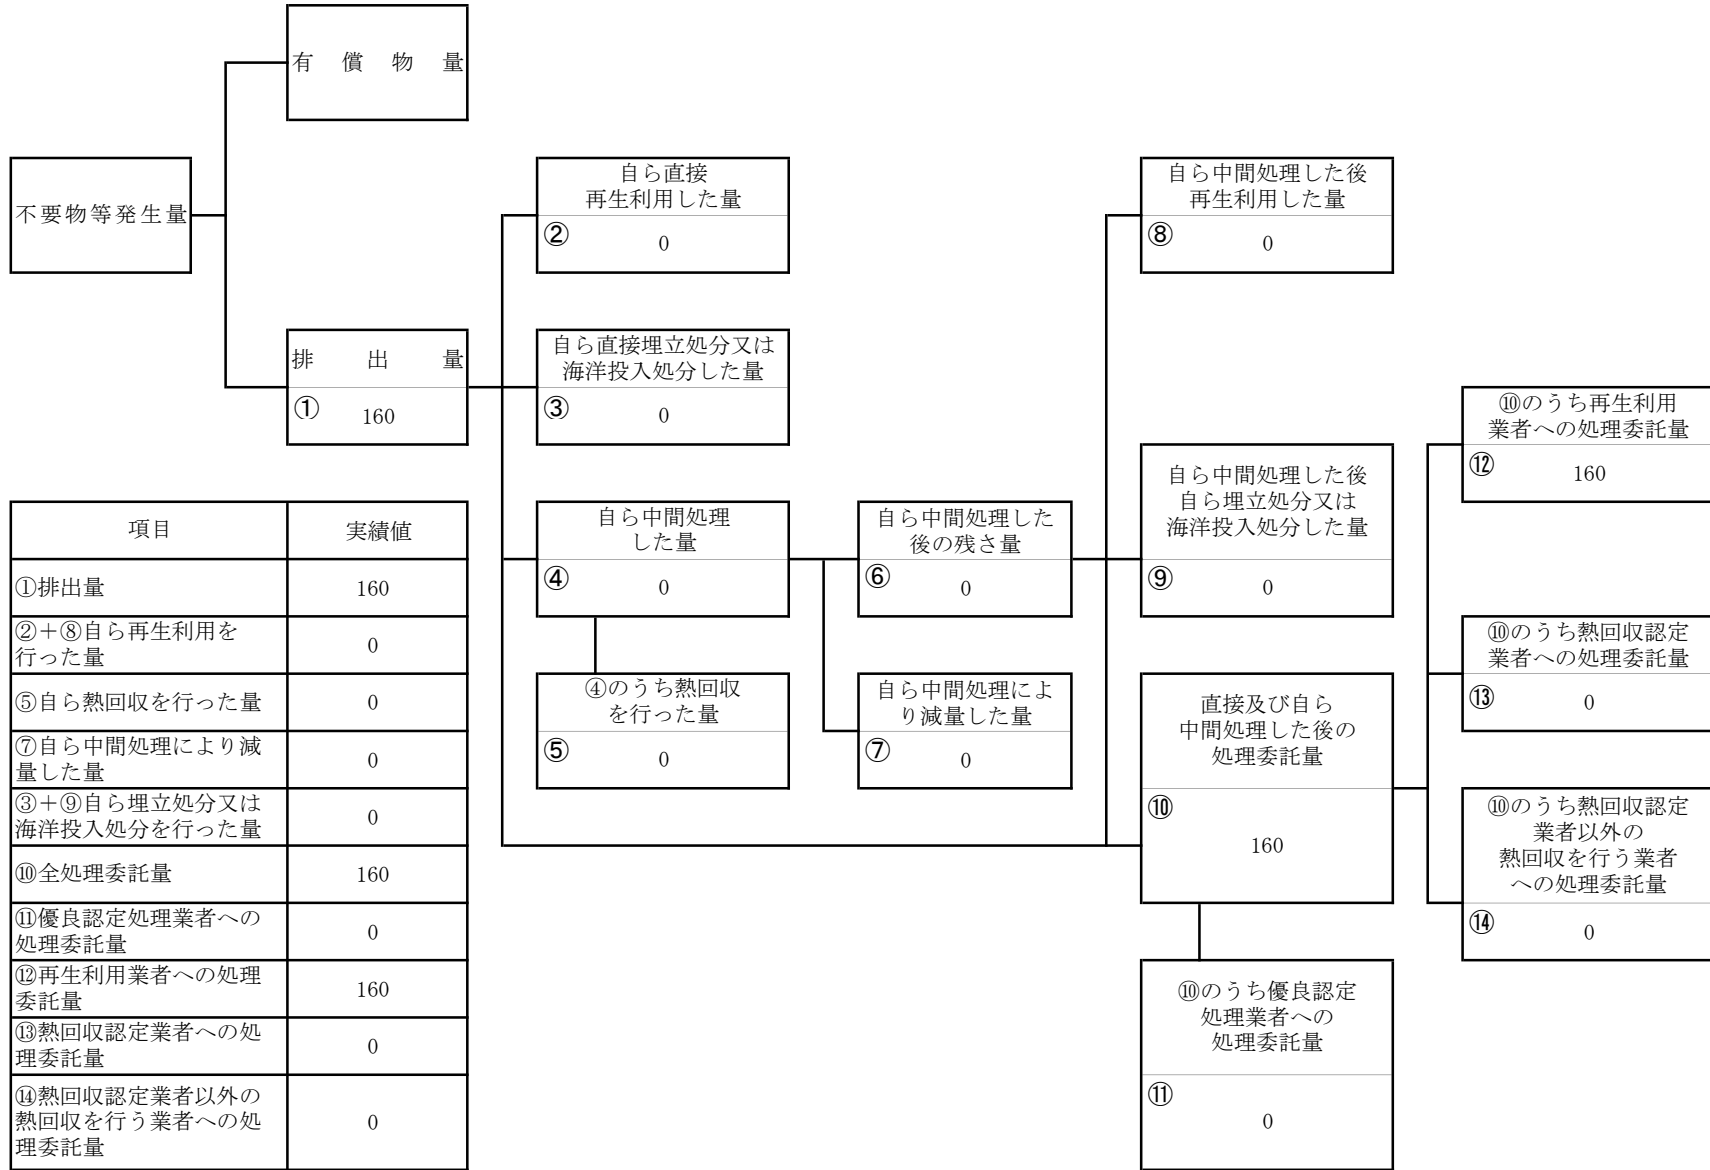 有償物量
不要物等発生量
排出量
① 160
自ら直接
再生利用した量
② 0
自ら直接埋立処分又は
海洋投入処分した量
③ 0
自ら中間処理
した量
④ 0
④のうち熱回収
を行った量
⑤ 0
自ら中間処理した
後の残さ量
⑥ 0
自ら中間処理によ
り減量した量
⑦ 0
自ら中間処理した後
再生利用した量
⑧ 0
自ら中間処理した後
自ら埋立処分又は
海洋投入処分した量
⑨ 0
直接及び自ら
中間処理した後の
処理委託量
⑩
160
⑩のうち優良認定
処理業者への
処理委託量
⑪
0
⑩のうち再生利用
業者への処理委託量
⑫ 160
⑩のうち熱回収認定
業者への処理委託量
⑬ 0
⑩のうち熱回収認定
業者以外の
熱回収を行う業者
への処理委託量
⑭ 0
項目 実績値
①排出量 160
②+⑧自ら再生利用を
行った量 0
⑤自ら熱回収を行った量 0
⑦自ら中間処理により減
量した量 0
③+⑨自ら埋立処分又は
海洋投入処分を行った量 0
⑩全処理委託量 160
⑪優良認定処理業者への
処理委託量 0
⑫再生利用業者への処理
委託量 160
⑬熱回収認定業者への処
理委託量 0
⑭熱回収認定業者以外の
熱回収を行う業者への処
理委託量 0